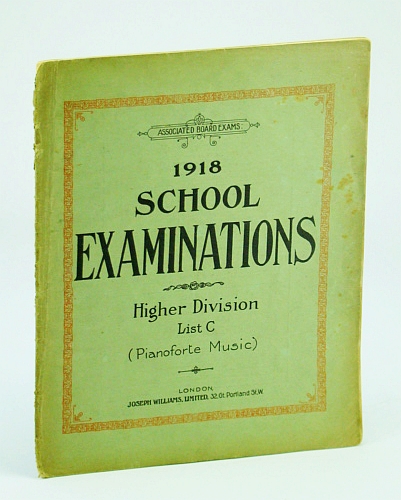 ASSOCIATED BOARD EXAMS.
1918
SCHOOL
EXAMINATIONS
Higher Division
List C
(Pianoforte Music)
LONDON,
JOSEPH WILLIAMS, LIMITED, 32, Gt. Portland St, W.